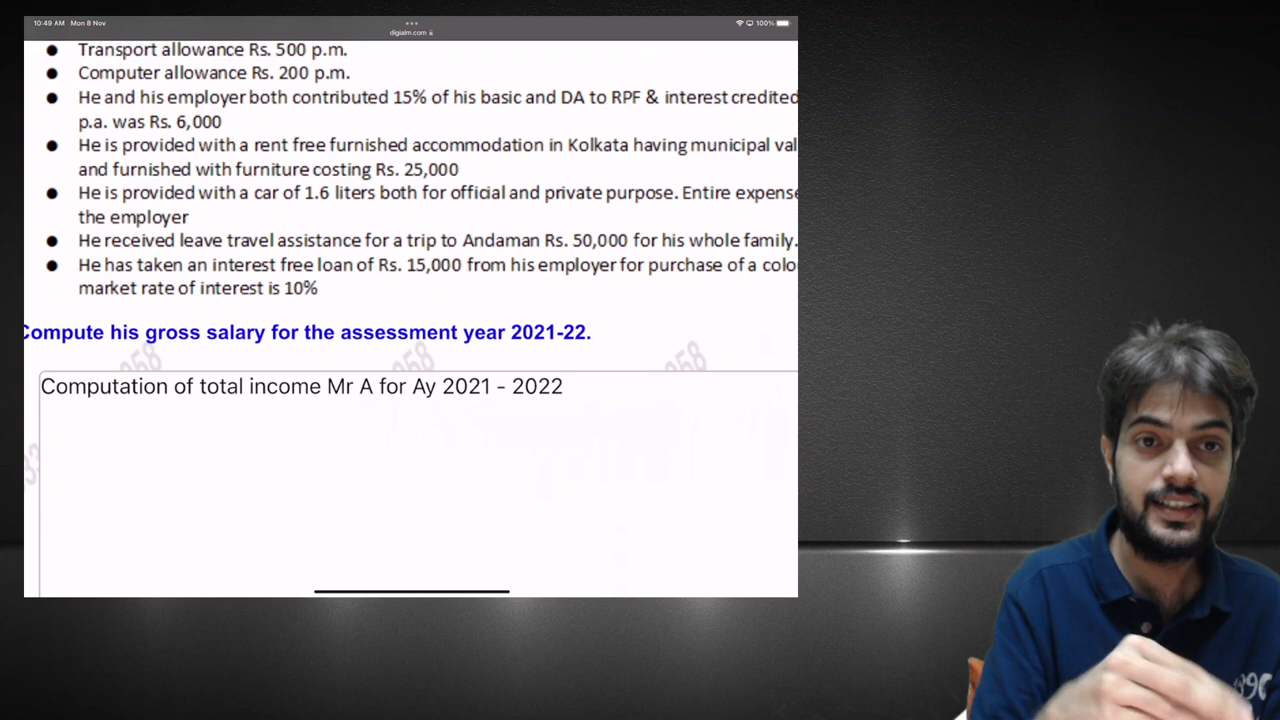 10:49 AM Mon 8 Nov
100%
digialm.com
Transport allowance Rs. 500 p.m.
Computer allowance Rs. 200 p.m.
He and his employer both contributed 15% of his basic and DA to RPF & interest credited
p.a. was Rs. 6,000
He is provided with a rent free furnished accommodation in Kolkata having municipal val
and furnished with furniture costing Rs. 25,000
He is provided with a car of 1.6 liters both for official and private purpose. Entire expense
the employer
He received leave travel assistance for a trip to Andaman Rs. 50,000 for his whole family.
He has taken an interest free loan of Rs. 15,000 from his employer for purchase of a colo
market rate of interest is 10%
Compute his gross salary for the assessment year 2021-22.
058
058
058
Computation of total income Mr A for Ay 2021 - 2022